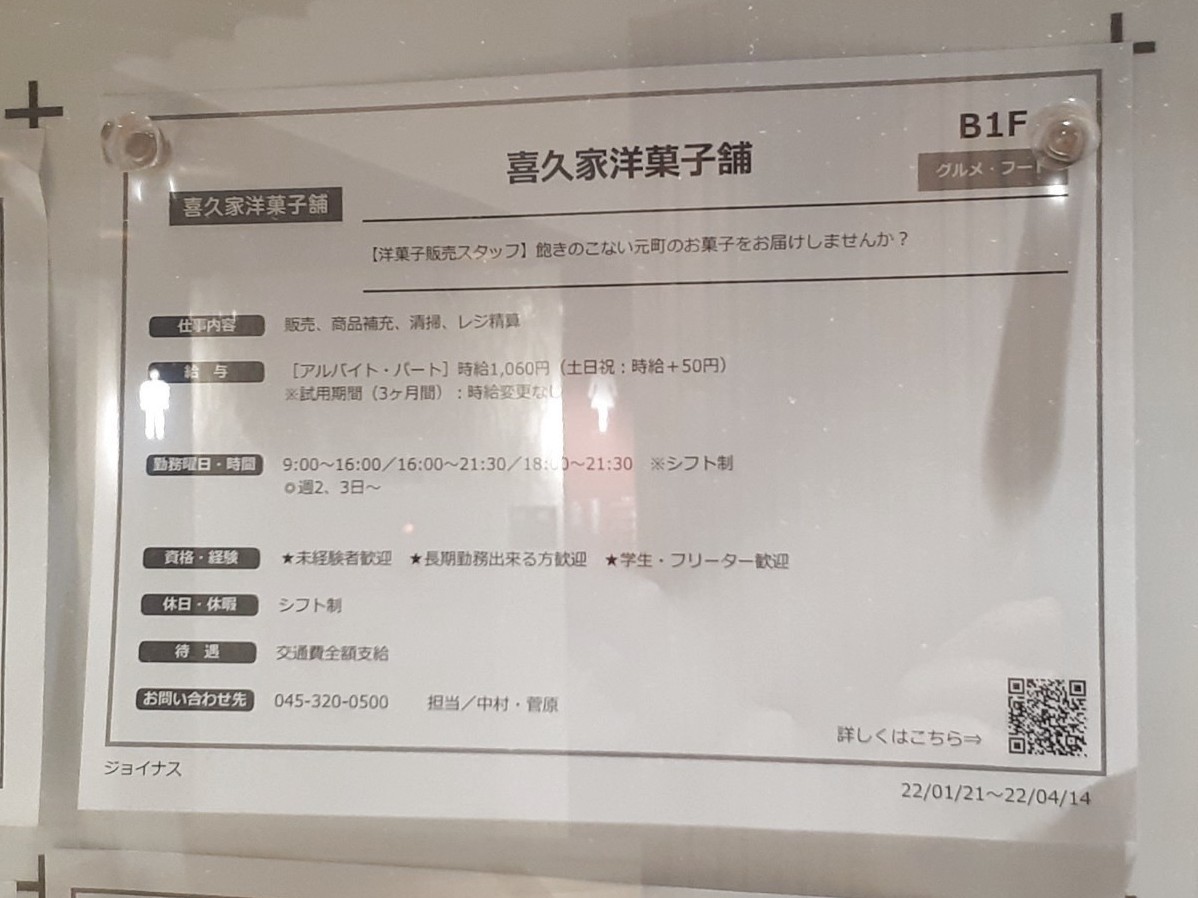 B1F
喜久家洋菓子舗
グルメ・フード
喜久家洋菓子舗
【洋菓子販売スタッフ】飽きのこない元町のお菓子をお届けしませんか？
仕事内容 販売、商品補充、清掃、レジ精算
給 与 ［アルバイト・パート］時給1,060円（土日祝：時給＋50円）
※試用期間（3ヶ月間）：時給変更なし
勤務曜日・時間 9:00～16:00／16:00～21:30／18:00～21:30 ※シフト制
◎週2、3日～
資格・経験 ★未経験者歓迎 ★長期勤務出来る方歓迎 ★学生・フリーター歓迎
休日・休暇 シフト制
待 遇 交通費全額支給
お問い合わせ先 045-320-0500 担当／中村・菅原
詳しくはこちら⇒
ジョイナス
22/01/21～22/04/14